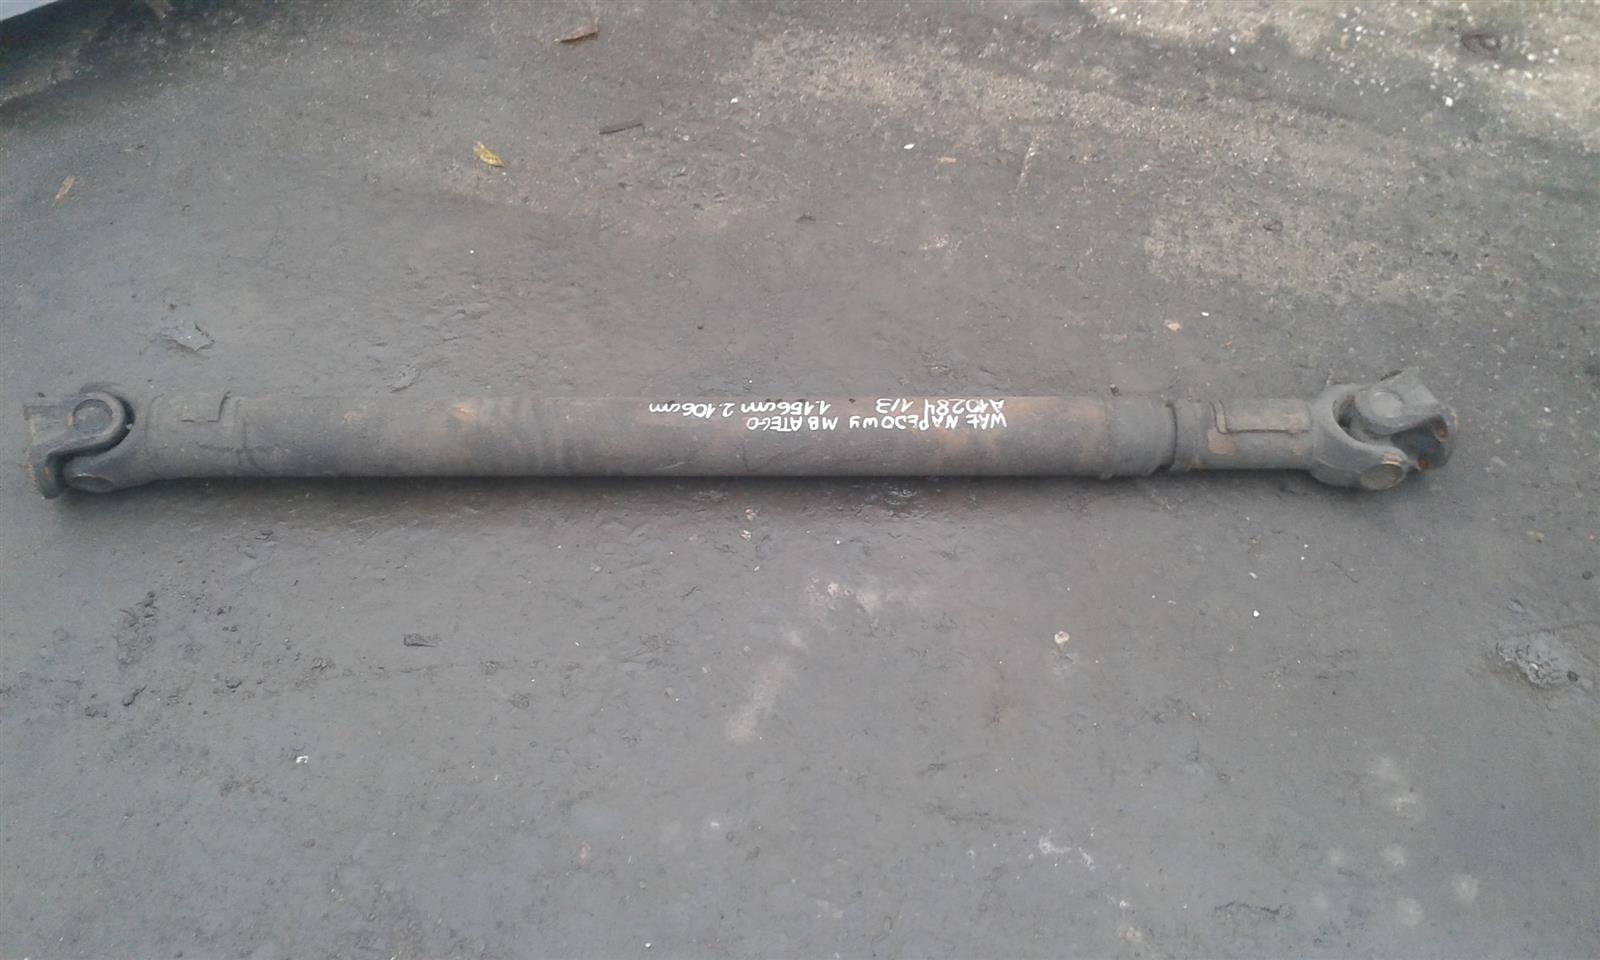 WAŁ NAPĘDOWY MB ATEGO
A10284 1/3 1.156cm 2.106cm